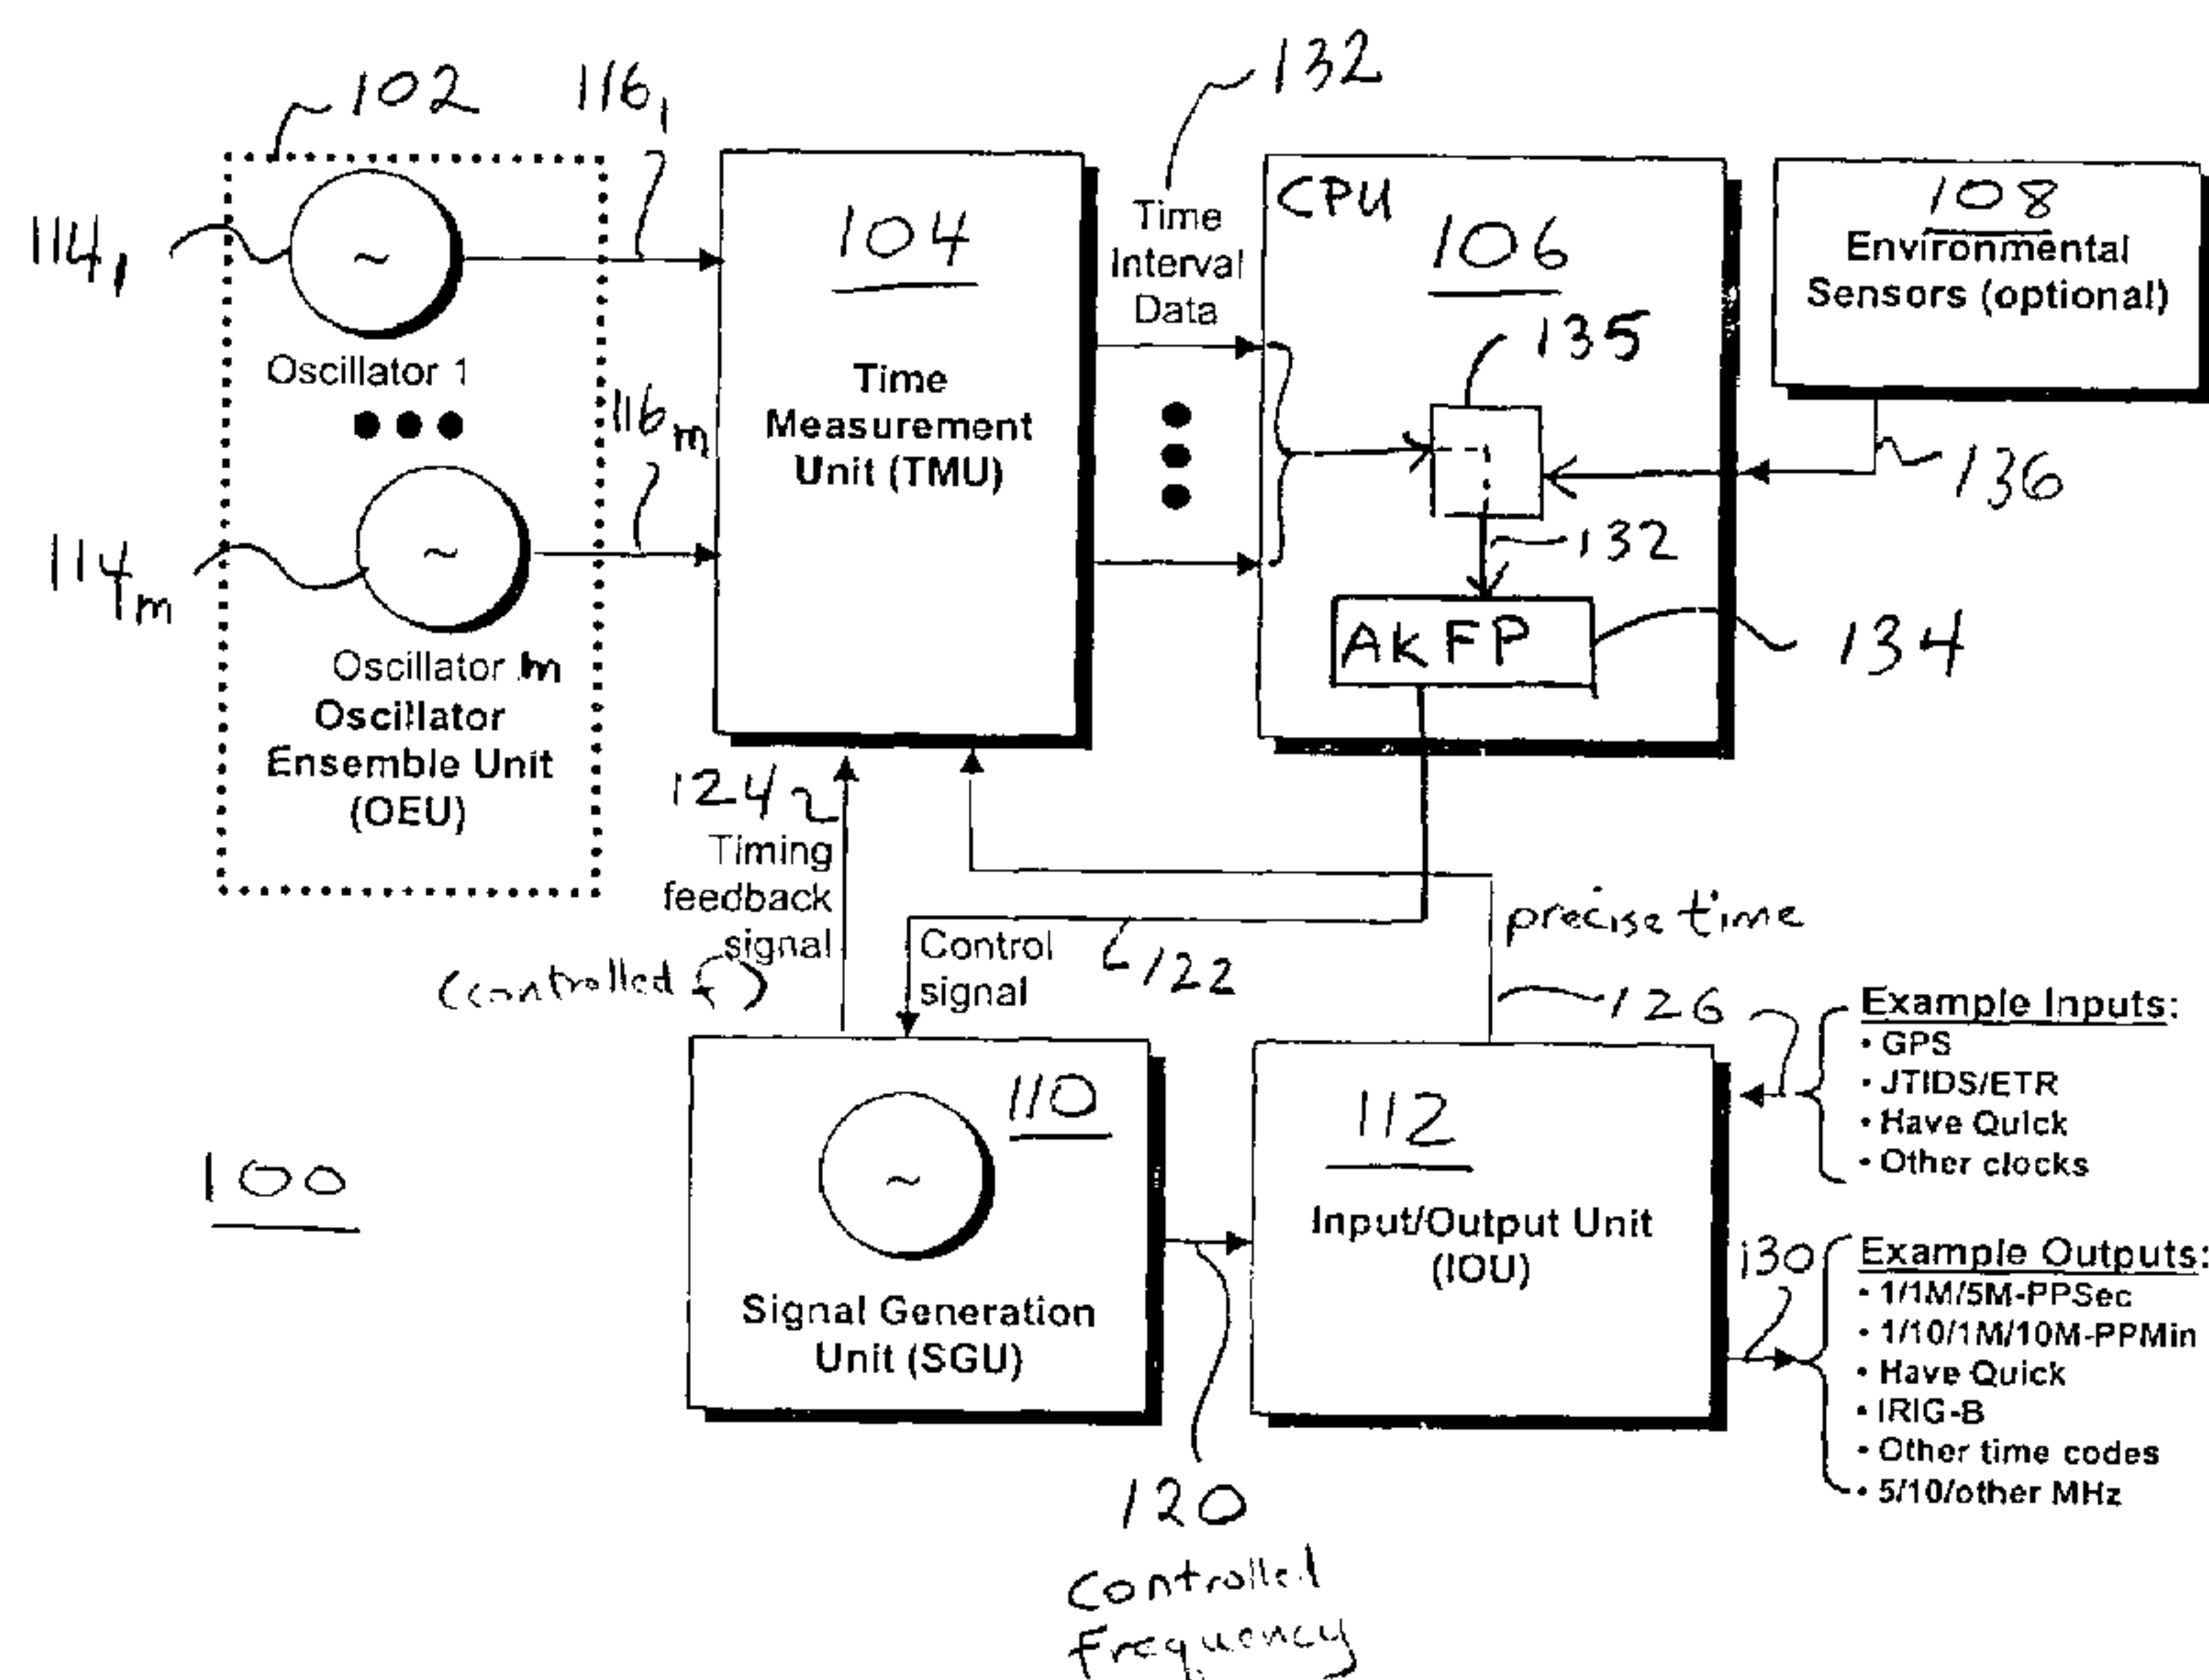 102
116₁
132
114₁
~
Oscillator 1
116m
114m
~
Oscillator m
Oscillator
Ensemble Unit
(OEU)
104
Time
Measurement
Unit (TMU)
Time
Interval
Data
CPU
106
135
132
AKFP
134
108
Environmental
Sensors (optional)
136
124
Timing
feedback
signal
(controlled f)
Control
signal
122
precise time
126
100
110
~
Signal Generation
Unit (SGU)
112
Input/Output Unit
(IOU)
Example Inputs:
• GPS
• JTIDS/ETR
• Have Quick
• Other clocks
130
Example Outputs:
• 1/1M/5M-PPSec
• 1/10/1M/10M-PPMin
• Have Quick
• IRIG-B
• Other time codes
• 5/10/other MHz
120
Controlled
Frequency